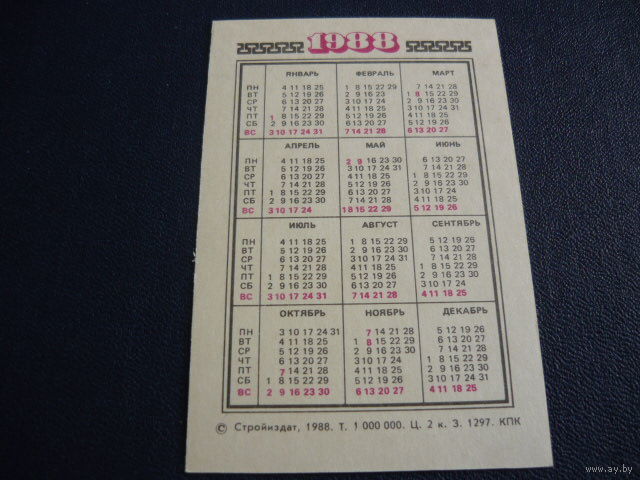 1988
ЯНВАРЬ ФЕВРАЛЬ МАРТ
ПН 4 11 18 25 1 8 15 22 29 7 14 21 28
ВТ 5 12 19 26 2 9 16 23 1 8 15 22 29
СР 6 13 20 27 3 10 17 24 2 9 16 23 30
ЧТ 7 14 21 28 4 11 18 25 3 10 17 24 31
ПТ 1 8 15 22 29 5 12 19 26 4 11 18 25
СБ 2 9 16 23 30 6 13 20 27 5 12 19 26
ВС 3 10 17 24 31 7 14 21 28 6 13 20 27
АПРЕЛЬ МАЙ ИЮНЬ
ПН 4 11 18 25 2 9 16 23 30 6 13 20 27
ВТ 5 12 19 26 3 10 17 24 31 7 14 21 28
СР 6 13 20 27 4 11 18 25 1 8 15 22 29
ЧТ 7 14 21 28 5 12 19 26 2 9 16 23 30
ПТ 1 8 15 22 29 6 13 20 27 3 10 17 24
СБ 2 9 16 23 30 7 14 21 28 4 11 18 25
ВС 3 10 17 24 1 8 15 22 29 5 12 19 26
ИЮЛЬ АВГУСТ СЕНТЯБРЬ
ПН 4 11 18 25 1 8 15 22 29 5 12 19 26
ВТ 5 12 19 26 2 9 16 23 30 6 13 20 27
СР 6 13 20 27 3 10 17 24 31 7 14 21 28
ЧТ 7 14 21 28 4 11 18 25 1 8 15 22 29
ПТ 1 8 15 22 29 5 12 19 26 2 9 16 23 30
СБ 2 9 16 23 30 6 13 20 27 3 10 17 24
ВС 3 10 17 24 31 7 14 21 28 4 11 18 25
ОКТЯБРЬ НОЯБРЬ ДЕКАБРЬ
ПН 3 10 17 24 31 7 14 21 28 5 12 19 26
ВТ 4 11 18 25 1 8 15 22 29 6 13 20 27
СР 5 12 19 26 2 9 16 23 30 7 14 21 28
ЧТ 6 13 20 27 3 10 17 24 1 8 15 22 29
ПТ 7 14 21 28 4 11 18 25 2 9 16 23 30
СБ 1 8 15 22 29 5 12 19 26 3 10 17 24 31
ВС 2 9 16 23 30 6 13 20 27 4 11 18 25
© Стройиздат, 1988. Т. 1 000 000. Ц. 2 к. З. 1297. КПК
www.ay.by